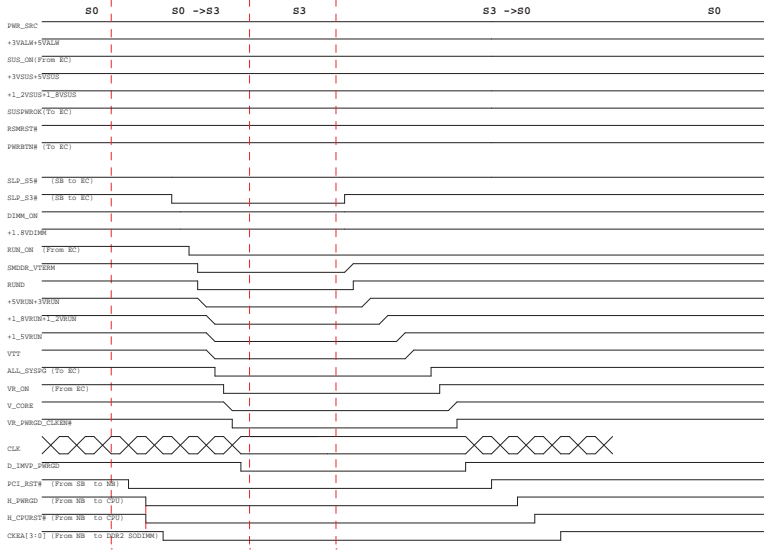 S0 S0 ->S3 S3 S3 ->S0 S0
PWR_SRC
+3VALW+5VALW
SUS_ON(From EC)
+3VSUS+5VSUS
+1_2VSUS+1_8VSUS
SUSPWROK(To EC)
RSMRST#
PWRBTN# (To EC)
SLP_S5# (SB to EC)
SLP_S3# (SB to EC)
DIMM_ON
+1.8VDIMM
RUN_ON (From EC)
SMDDR_VTERM
RUND
+5VRUN+3VRUN
+1_8VRUN+1_2VRUN
+1_5VRUN
VTT
ALL_SYSPG (To EC)
VR_ON (From EC)
V_CORE
VR_PWRGD_CLKEN#
CLK
D_IMVP_PWRGD
PCI_RST# (From SB to NB)
H_PWRGD (From NB to CPU)
H_CPURST# (From NB to CPU)
CKEA[3:0] (From NB to DDR2 SODIMM)